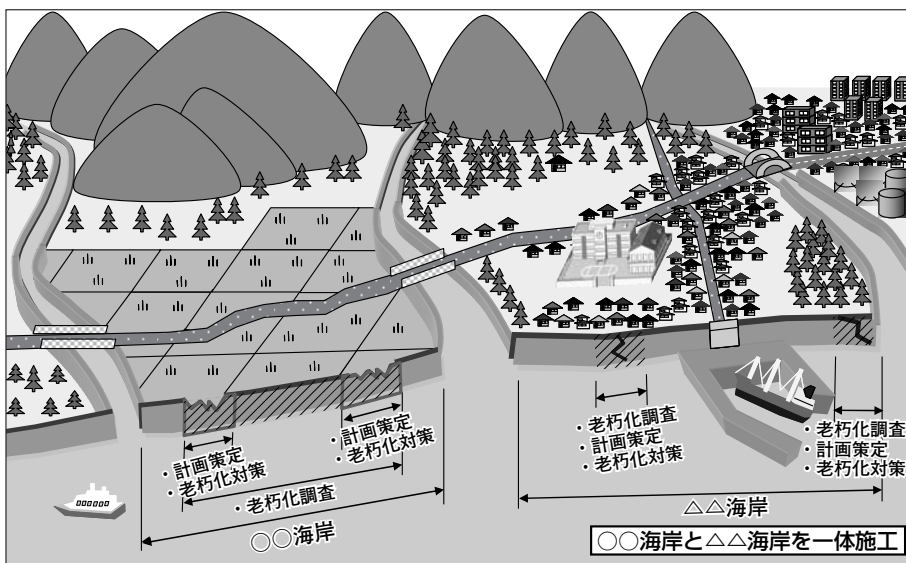 ・計画策定
・老朽化対策
・計画策定
・老朽化対策
・老朽化調査
○○海岸
・老朽化調査
・計画策定
・老朽化対策
・老朽化調査
・計画策定
・老朽化対策
△△海岸
○○海岸と△△海岸を一体施工